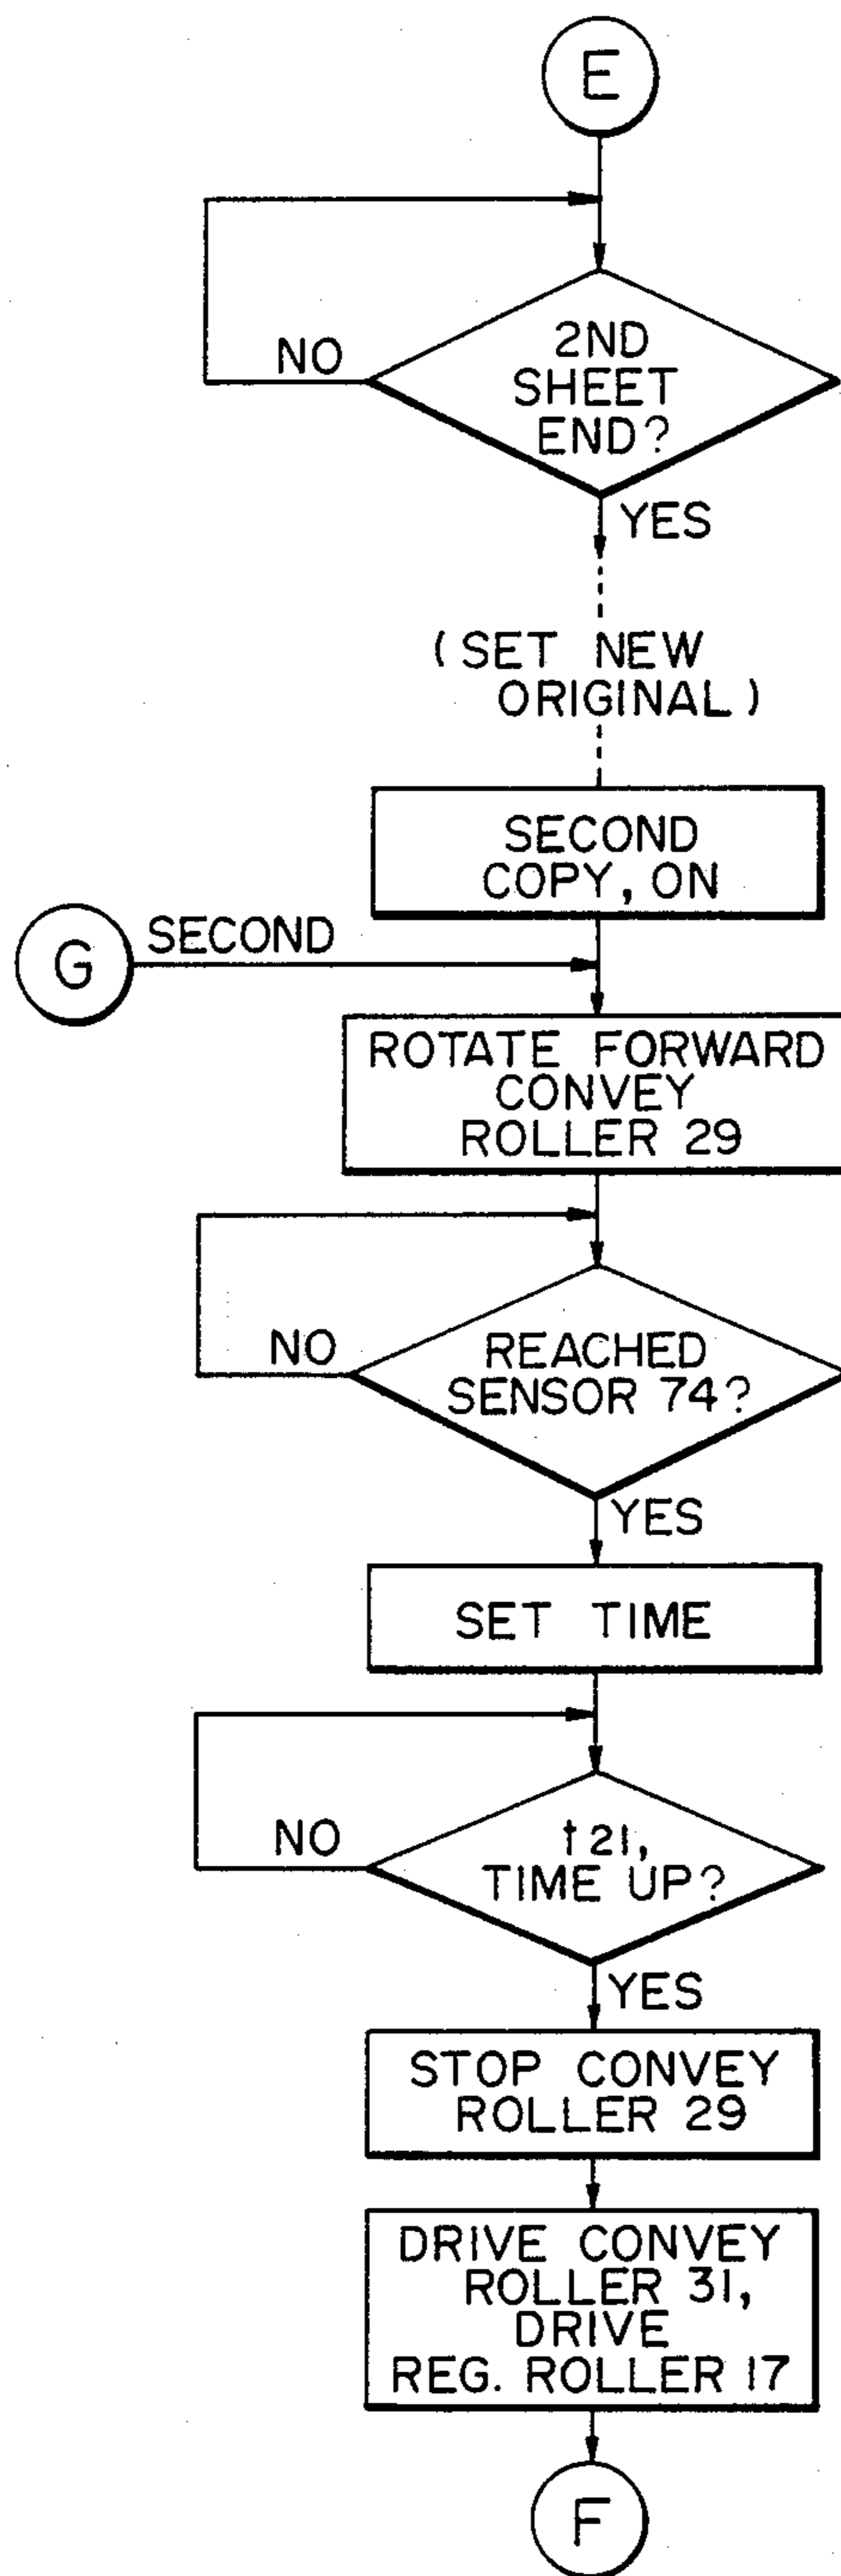 E
2ND
SHEET
END?
NO
YES
(SET NEW
ORIGINAL)
SECOND
COPY, ON
G
SECOND
ROTATE FORWARD
CONVEY
ROLLER 29
REACHED
SENSOR 74?
NO
YES
SET TIME
t21,
TIME UP?
NO
YES
STOP CONVEY
ROLLER 29
DRIVE CONVEY
ROLLER 31,
DRIVE
REG. ROLLER 17
F